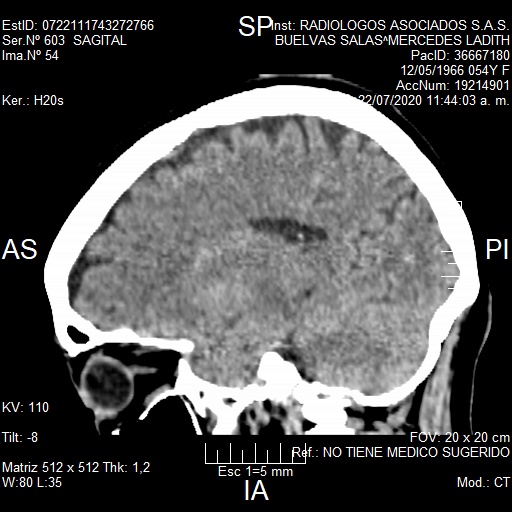 EstID: 0722111743272766
Ser.Nº 603 SAGITAL
Ima.Nº 54
Ker.: H20s
SP
Inst: RADIOLOGOS ASOCIADOS S.A.S.
BUELVAS SALAS^MERCEDES LADITH
PacID: 36667180
12/05/1966 054Y F
AccNum: 19214901
22/07/2020 11:44:03 a. m.
AS
PI
KV: 110
Tilt: -8
Matriz 512 x 512 Thk: 1,2
W:80 L:35
Esc 1=5 mm
IA
FOV: 20 x 20 cm
Ref.: NO TIENE MEDICO SUGERIDO
Mod.: CT